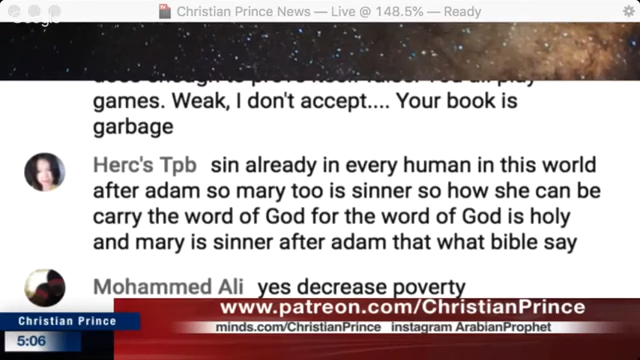 Christian Prince News — Live @ 148.5% — Ready
games. Weak, I don't accept.... Your book is
garbage
Herc's Tpb sin already in every human in this world
after adam so mary too is sinner so how she can be
carry the word of God for the word of God is holy
and mary is sinner after adam that what bible say
Mohammed Ali yes decrease poverty
www.patreon.com/ChristianPrince
Christian Prince
minds.com/ChristianPrince instagram ArabianProphet
5:06